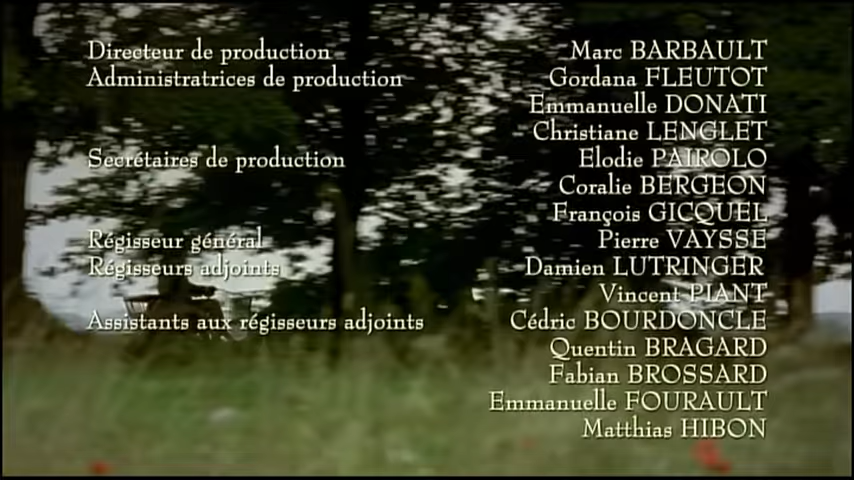 Directeur de production Marc BARBAULT
Administratrices de production Gordana FLEUTOT
Emmanuelle DONATI
Christiane LENGLET
Secrétaires de production Elodie PAIROLO
Coralie BERGEON
François GICQUEL
Régisseur général Pierre VAYSSE
Régisseurs adjoints Damien LUTRINGER
Vincent PIANT
Assistants aux régisseurs adjoints Cédric BOURDONCLE
Quentin BRAGARD
Fabian BROSSARD
Emmanuelle FOURAULT
Matthias HIBON